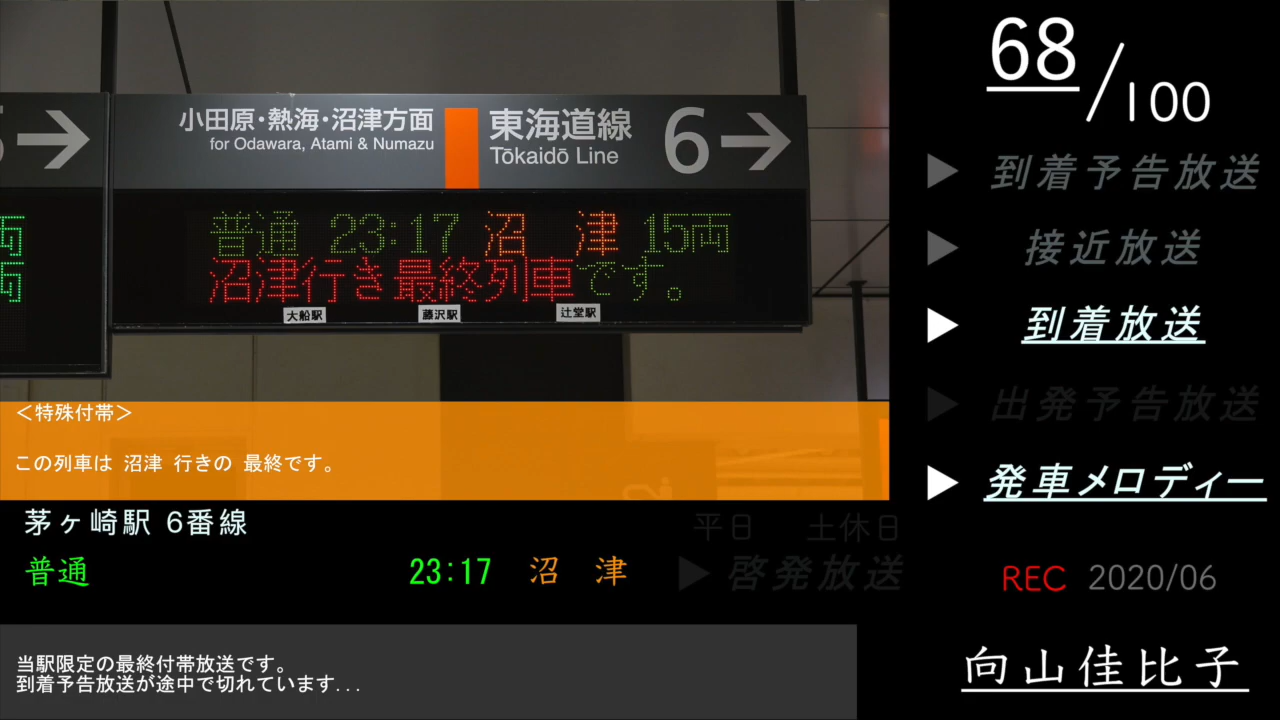 小田原・熱海・沼津方面
for Odawara, Atami & Numazu
東海道線
Tōkaidō Line
6→
普通 23:17 沼 津 15両
沼津行き最終列車です。
大船駅 藤沢駅 辻堂駅
両
両
＜特殊付帯＞
この列車は 沼津 行きの 最終です。
茅ヶ崎駅 6番線
普通 23:17 沼 津
平日 土休日
▶ 啓発放送
当駅限定の最終付帯放送です。
到着予告放送が途中で切れています...
68/100
▶ 到着予告放送
▶ 接近放送
▶ 到着放送
▶ 出発予告放送
▶ 発車メロディー
REC 2020/06
向山佳比子